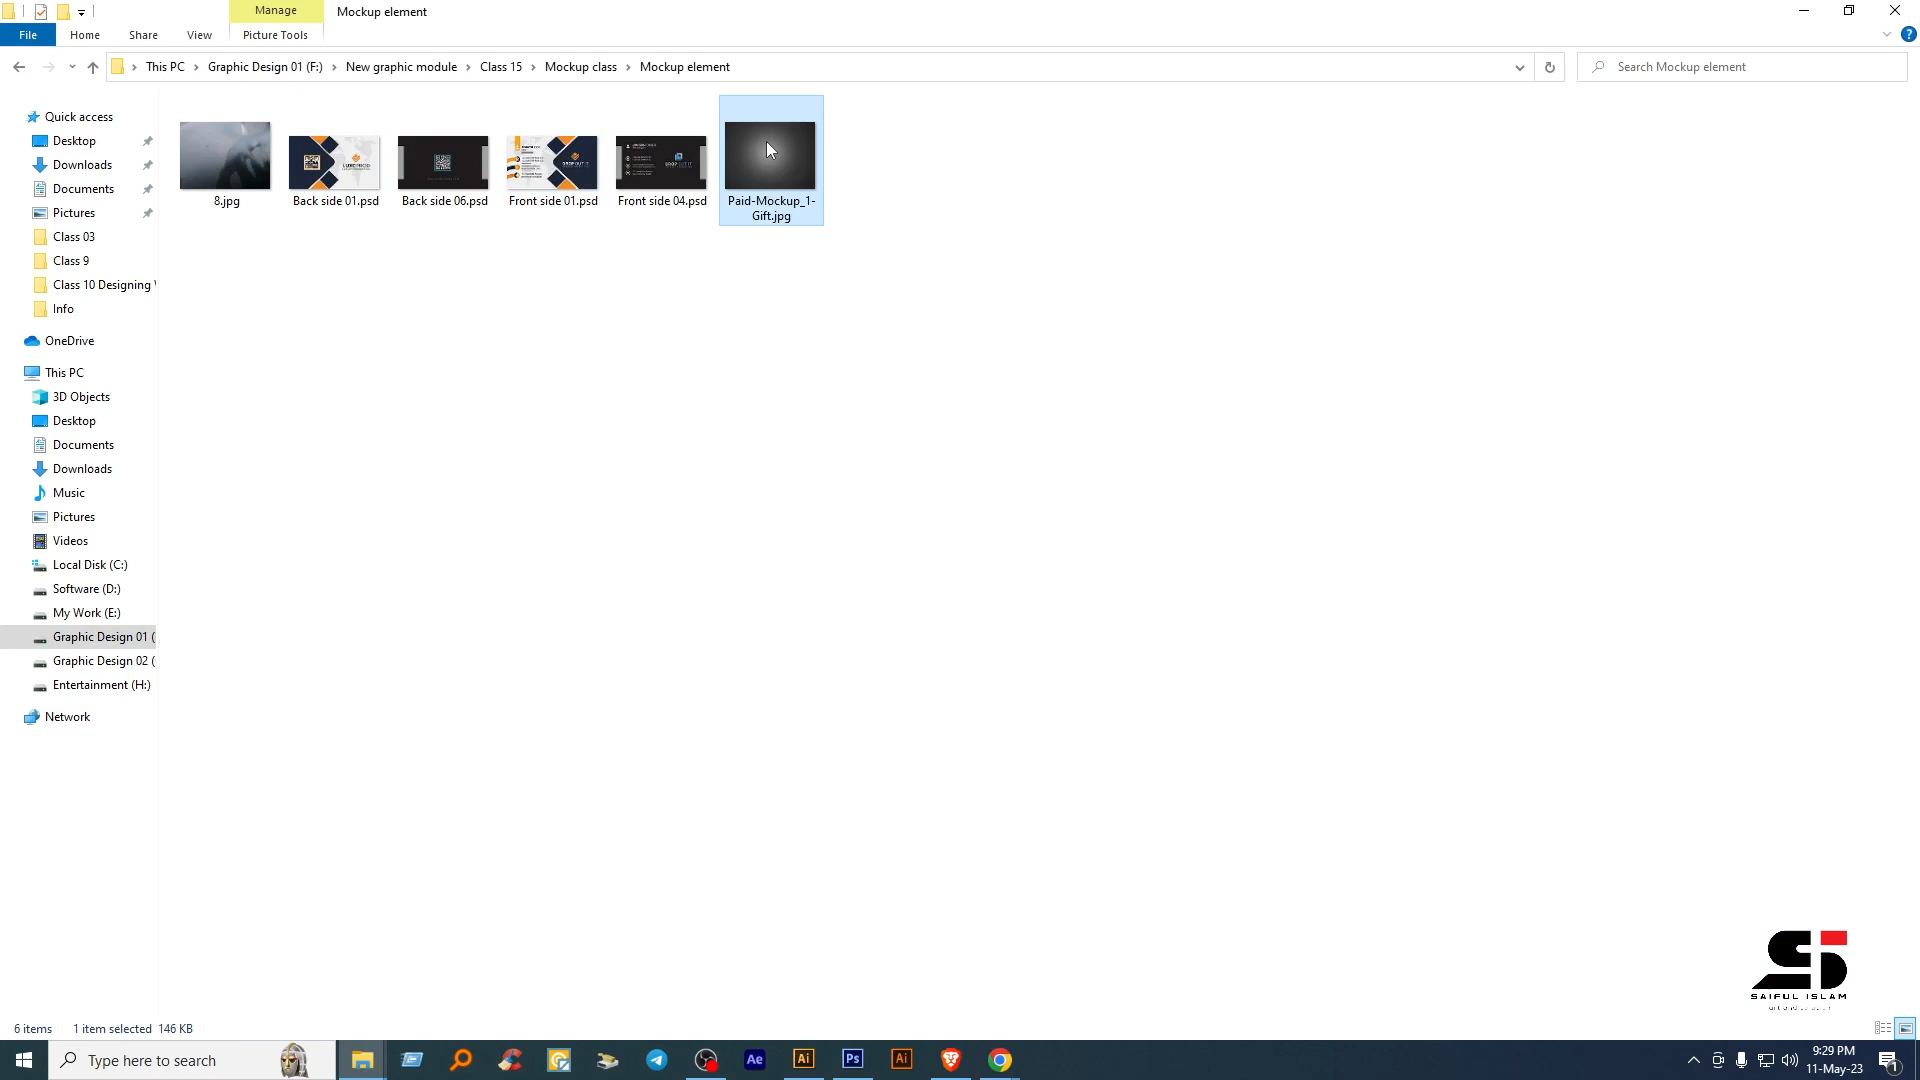 Manage
Mockup element
File
Home
Share
View
Picture Tools
This PC
Graphic Design 01 (F:)
New graphic module
Class 15
Mockup class
Mockup element
Search Mockup element
Quick access
Desktop
Downloads
Documents
Pictures
Class 03
Class 9
Class 10 Designing
Info
OneDrive
This PC
3D Objects
Desktop
Documents
Downloads
Music
Pictures
Videos
Local Disk (C:)
Software (D:)
My Work (E:)
Graphic Design 01 (
Graphic Design 02 (
Entertainment (H:)
Network
8.jpg
Back side 01.psd
Back side 06.psd
Front side 01.psd
Front side 04.psd
Paid-Mockup_1-
Gift.jpg
SAIFUL ISLAM
6 items
1 item selected 146 KB
Type here to search
Ae
Ai
Ps
Ai
9:29 PM
11-May-23
1